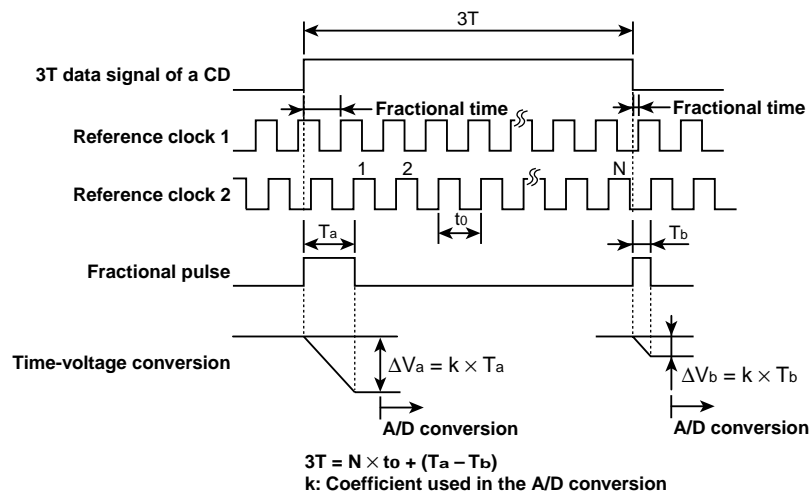 3T
3T data signal of a CD
Fractional time
Fractional time
Reference clock 1
1 2 N
Reference clock 2
Ta
t0
Tb
Fractional pulse
Time-voltage conversion
ΔVa = k × Ta
ΔVb = k × Tb
A/D conversion
A/D conversion
3T = N × t0 + (Ta – Tb)
k: Coefficient used in the A/D conversion